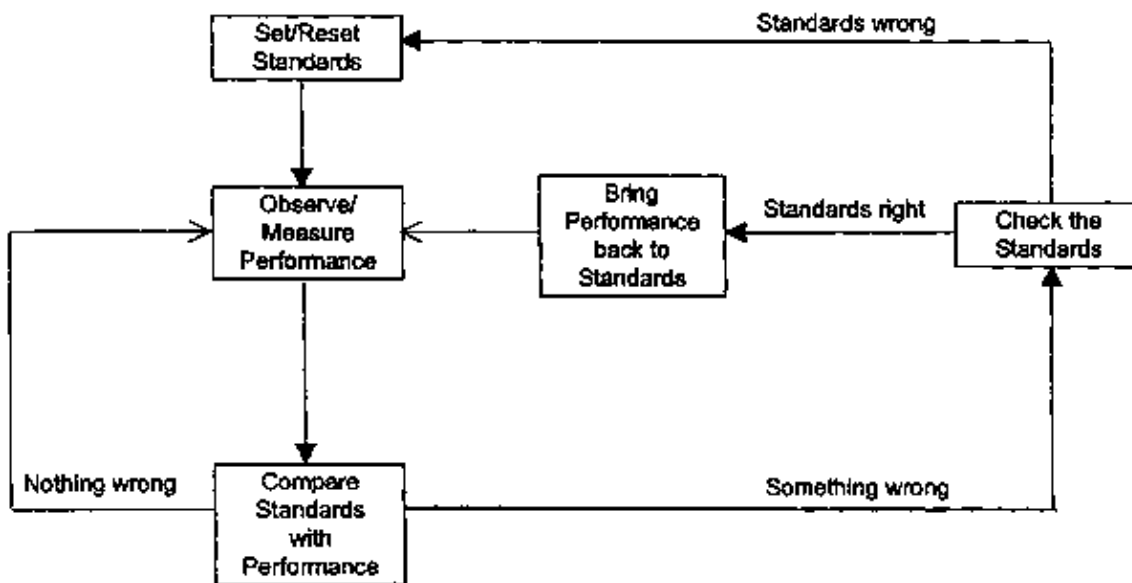 Set/Reset
Standards
Standards wrong
Observe/
Measure
Performance
Bring
Performance
back to
Standards
Standards right
Check the
Standards
Nothing wrong
Compare
Standards
with
Performance
Something wrong